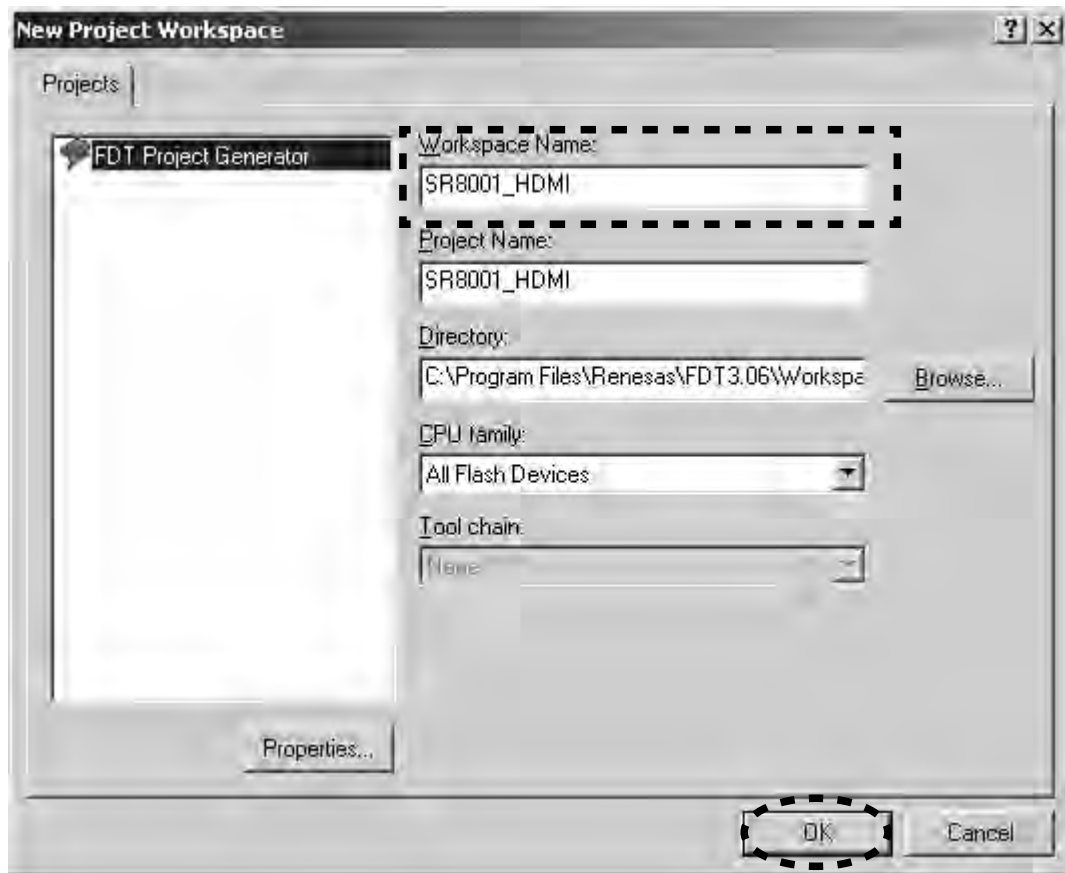 New Project Workspace
Projects
FDT Project Generator
Workspace Name:
SR8001_HDMI
Project Name:
SR8001_HDMI
Directory:
C:\Program Files\Renesas\FDT3.06\Workspa
Browse...
CPU family:
All Flash Devices
Tool chain:
None
Properties...
OK
Cancel